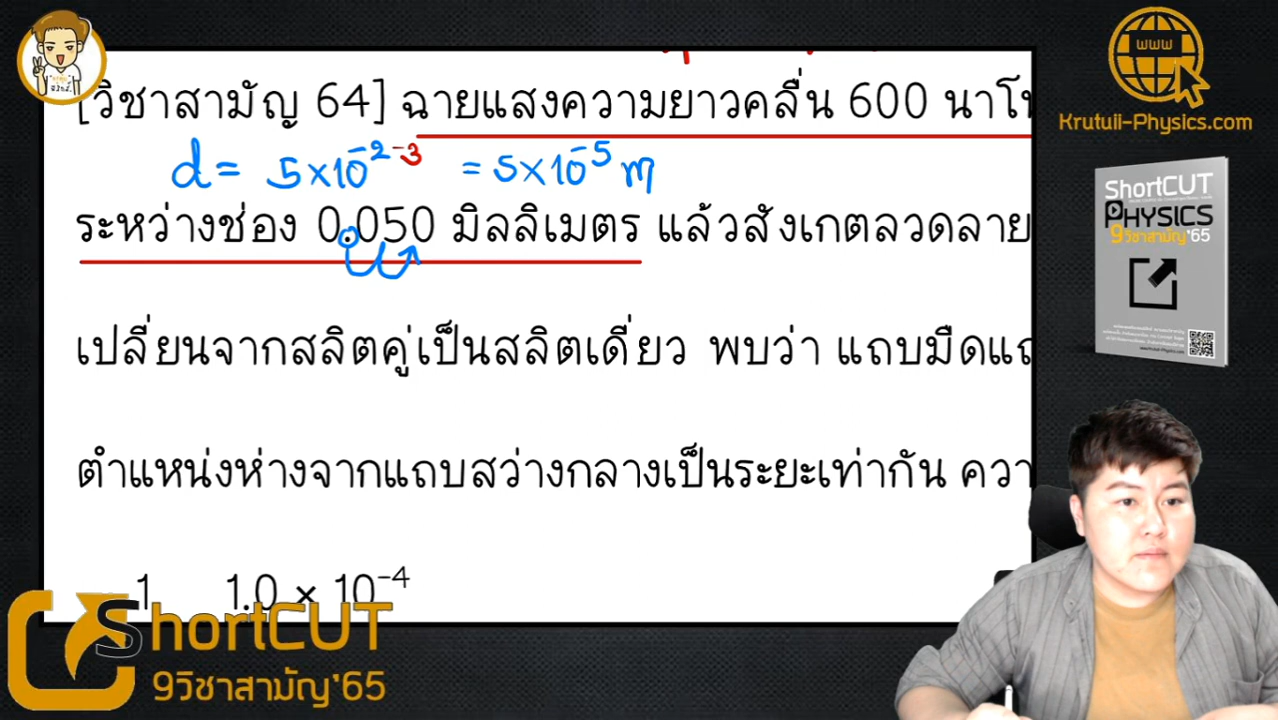 www
Krutuii-Physics.com
[วิชาสามัญ 64] ฉายแสงความยาวคลื่น 600 นาโ
d = 5×10⁻²⁻³ = 5×10⁻⁵ m
ระหว่างช่อง 0.050 มิลลิเมตร แล้วสังเกตลวดลาย
เปลี่ยนจากสลิตคู่เป็นสลิตเดี่ยว พบว่า แถบมืดแถ
ตำแหน่งห่างจากแถบสว่างกลางเป็นระยะเท่ากัน ควา
1 1.0 × 10⁻⁴
ShortCUT
PHYSICS
9วิชาสามัญ'65
ShortCUT
9วิชาสามัญ'65